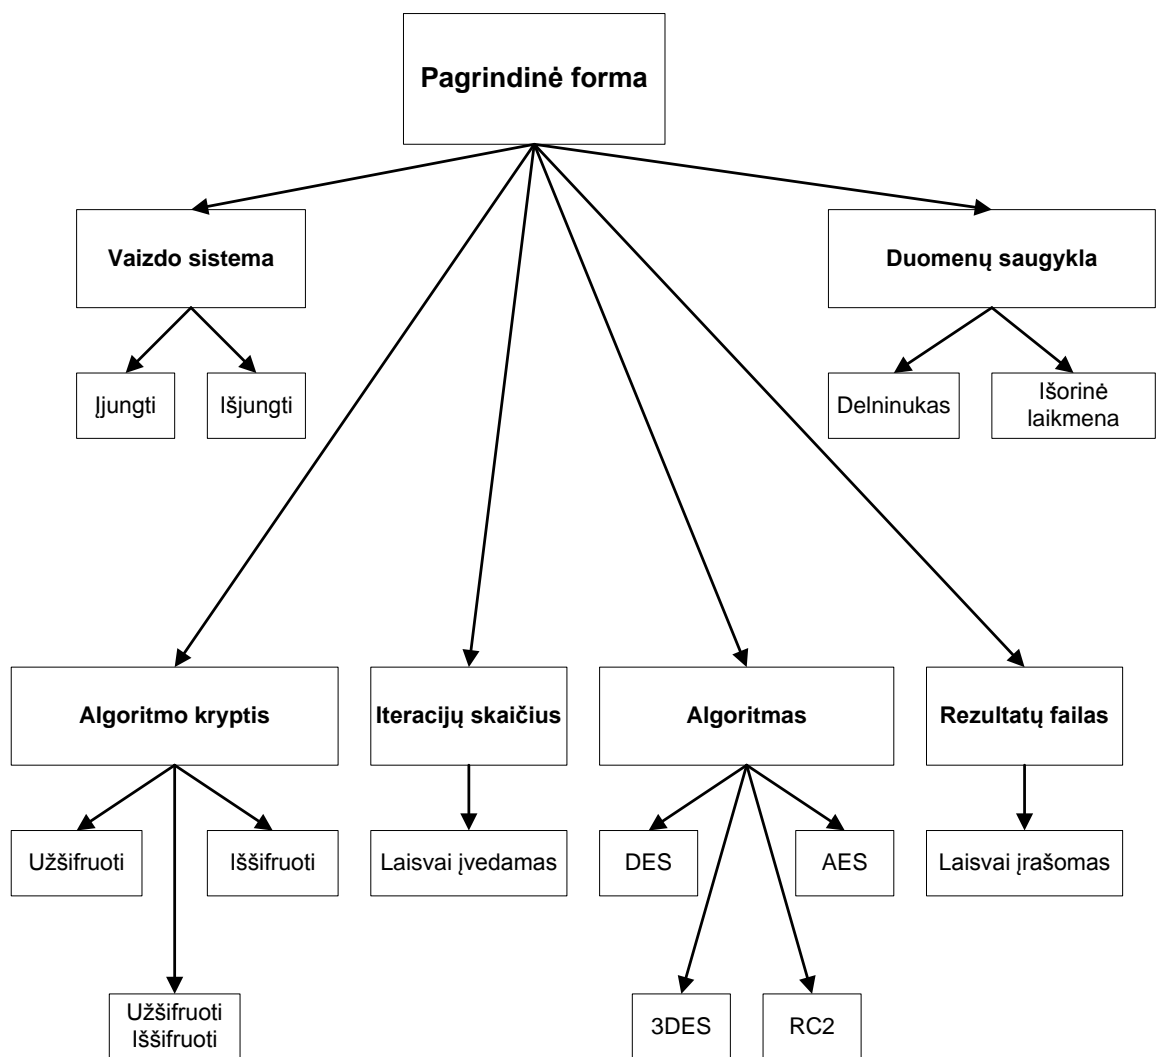 Pagrindinė forma
Vaizdo sistema
Duomenų saugykla
Įjungti
Išjungti
Delninukas
Išorinė
laikmena
Algoritmo kryptis
Iteracijų skaičius
Algoritmas
Rezultatų failas
Užšifruoti
Iššifruoti
Laisvai įvedamas
DES
AES
Laisvai įrašomas
Užšifruoti
Iššifruoti
3DES
RC2